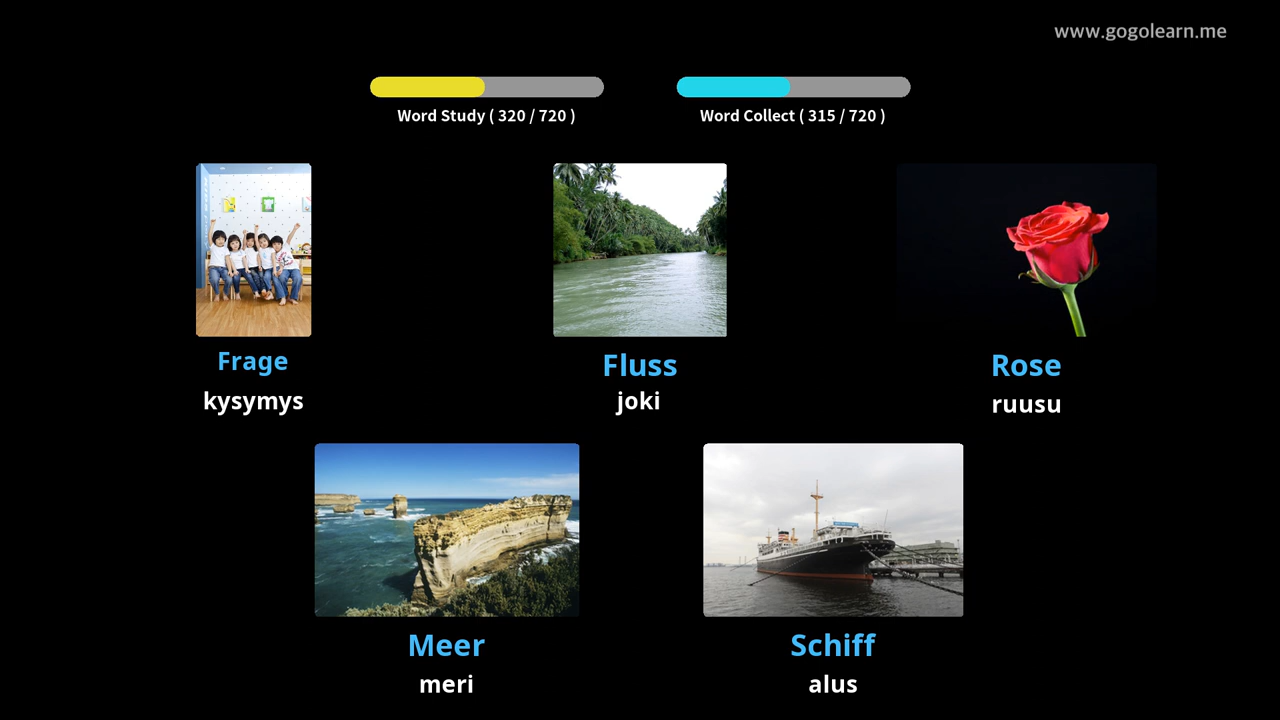 www.gogolearn.me
Word Study ( 320 / 720 )
Word Collect ( 315 / 720 )
Frage
kysymys
Fluss
joki
Rose
ruusu
Meer
meri
Schiff
alus